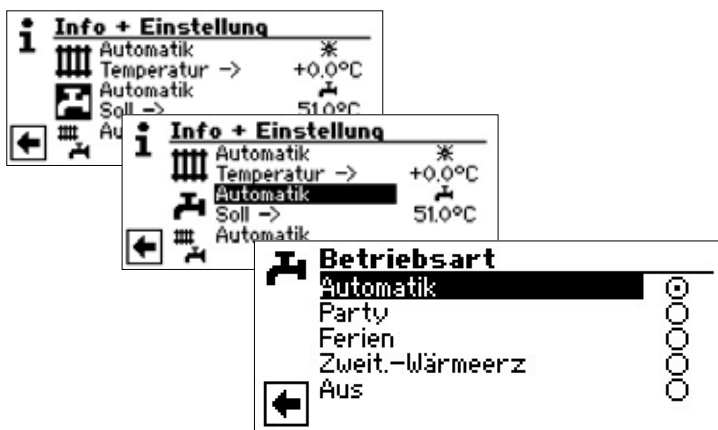 Info + Einstellung
Automatik
Temperatur -> +0.0°C
Automatik
Soll -> 51.0°C
Au
Info + Einstellung
Automatik
Temperatur -> +0.0°C
Automatik
Soll -> 51.0°C
Automatik
Betriebsart
Automatik
Party
Ferien
Zweit.-Wärmeerz
Aus